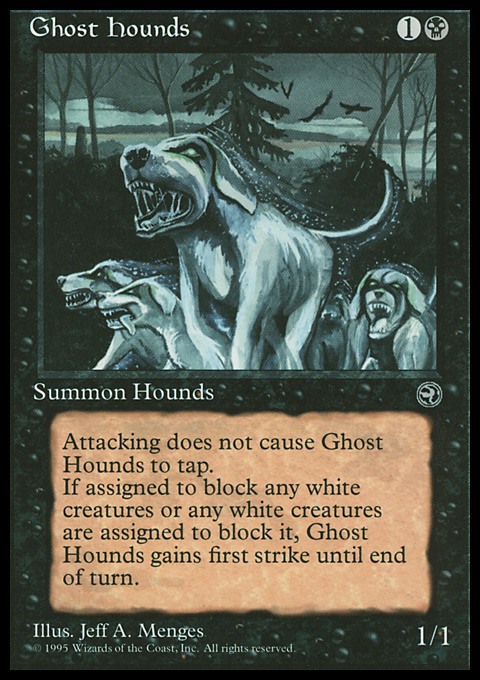 Ghost Hounds
1
Summon Hounds
Attacking does not cause Ghost
Hounds to tap.
If assigned to block any white
creatures or any white creatures
are assigned to block it, Ghost
Hounds gains first strike until end
of turn.
Illus. Jeff A. Menges
© 1995 Wizards of the Coast, Inc. All rights reserved.
1/1